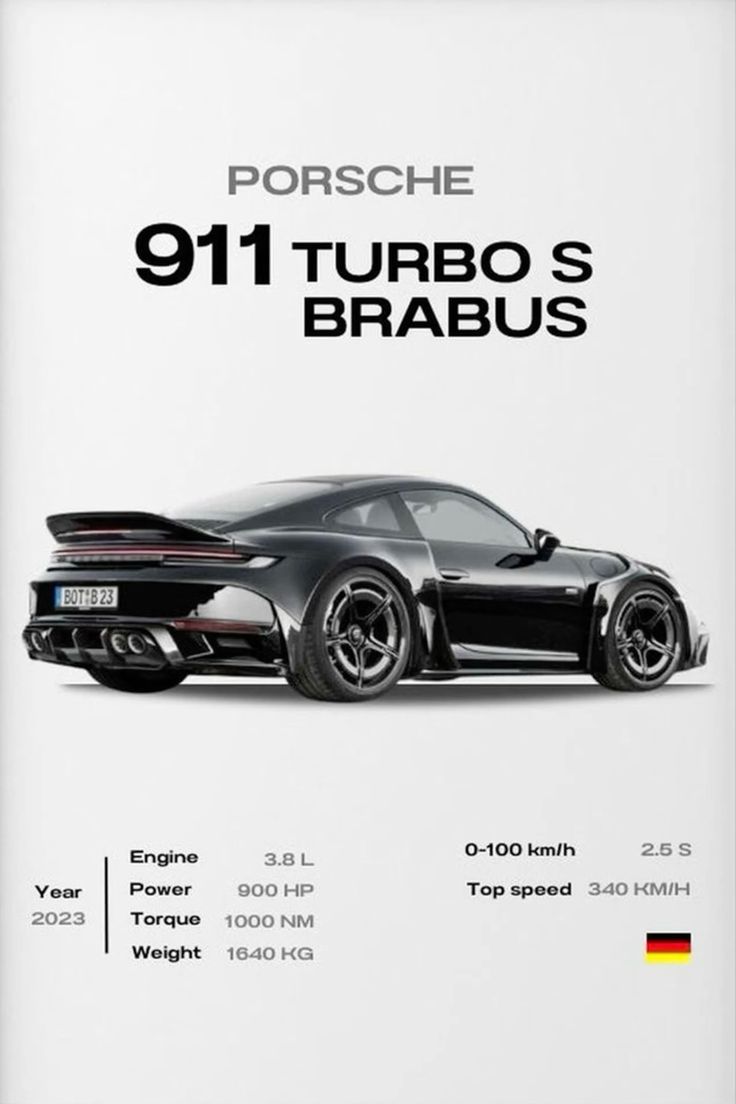 PORSCHE
911 TURBO S
BRABUS
BOT B 23
Year
2023
Engine 3.8 L
Power 900 HP
Torque 1000 NM
Weight 1640 KG
0-100 km/h 2.5 S
Top speed 340 KM/H